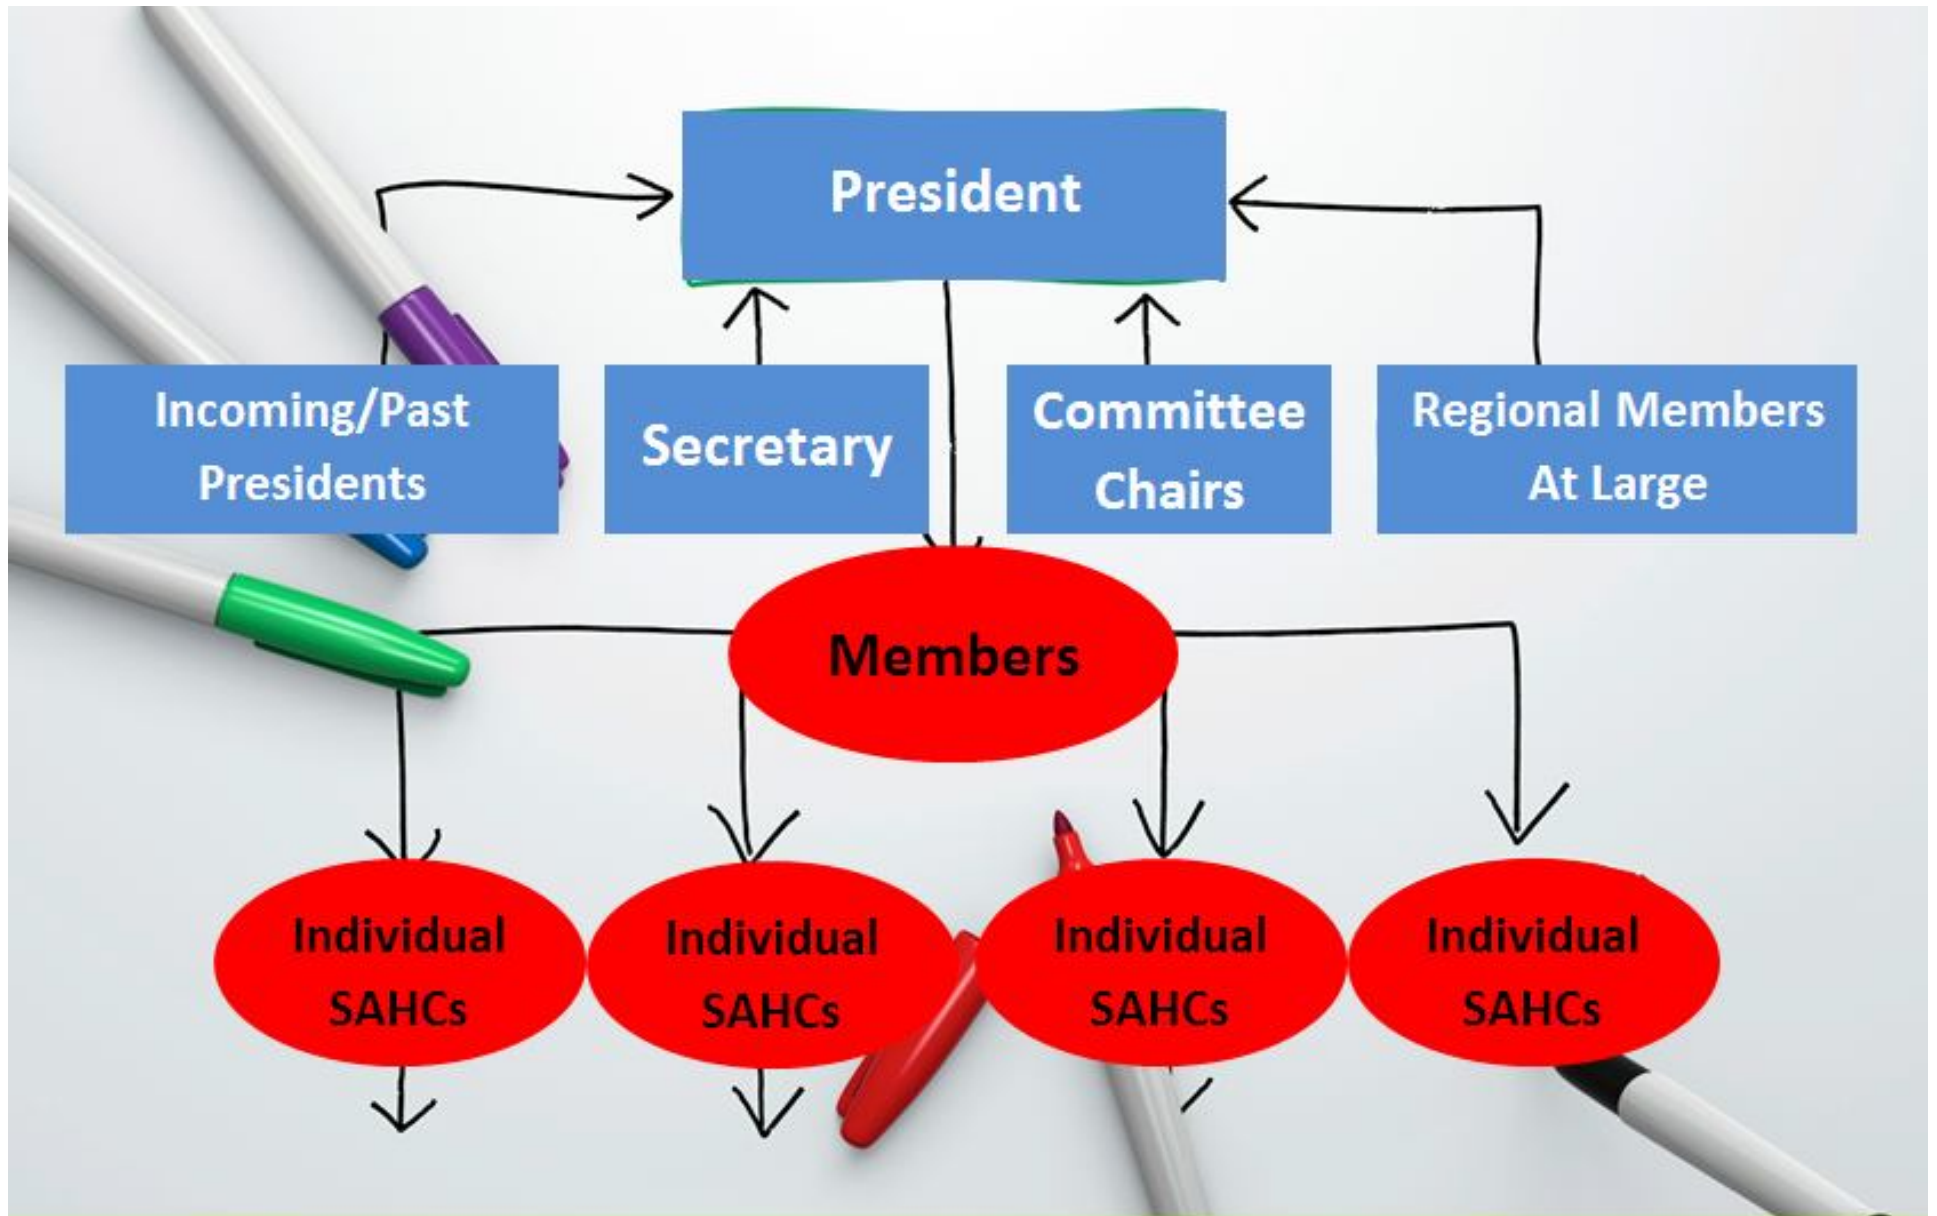 President
Incoming/Past
Presidents
Secretary
Committee
Chairs
Regional Members
At Large
Members
Individual
SAHCs
Individual
SAHCs
Individual
SAHCs
Individual
SAHCs